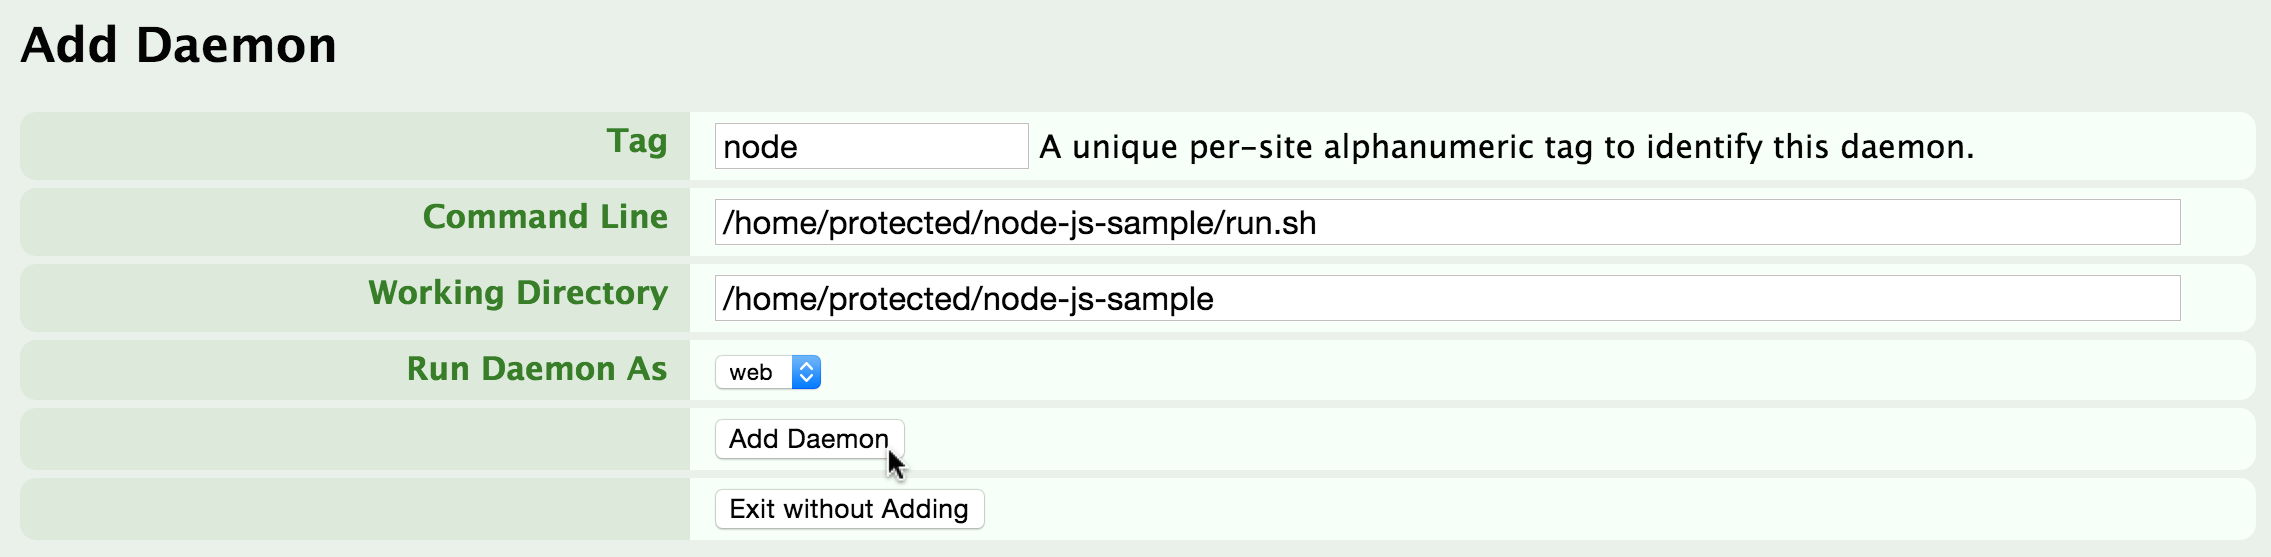 Add Daemon
Tag node A unique per-site alphanumeric tag to identify this daemon.
Command Line /home/protected/node-js-sample/run.sh
Working Directory /home/protected/node-js-sample
Run Daemon As web
Add Daemon
Exit without Adding